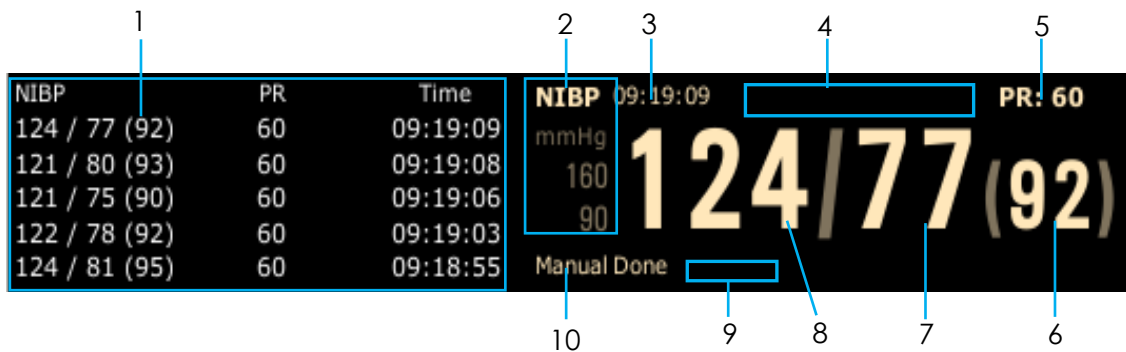 1 2 3 4 5
NIBP PR Time
124 / 77 (92) 60 09:19:09
121 / 80 (93) 60 09:19:08
121 / 75 (90) 60 09:19:06
122 / 78 (92) 60 09:19:03
124 / 81 (95) 60 09:18:55
NIBP 09:19:09 PR: 60
mmHg
160
90
124/77(92)
Manual Done
10 9 8 7 6